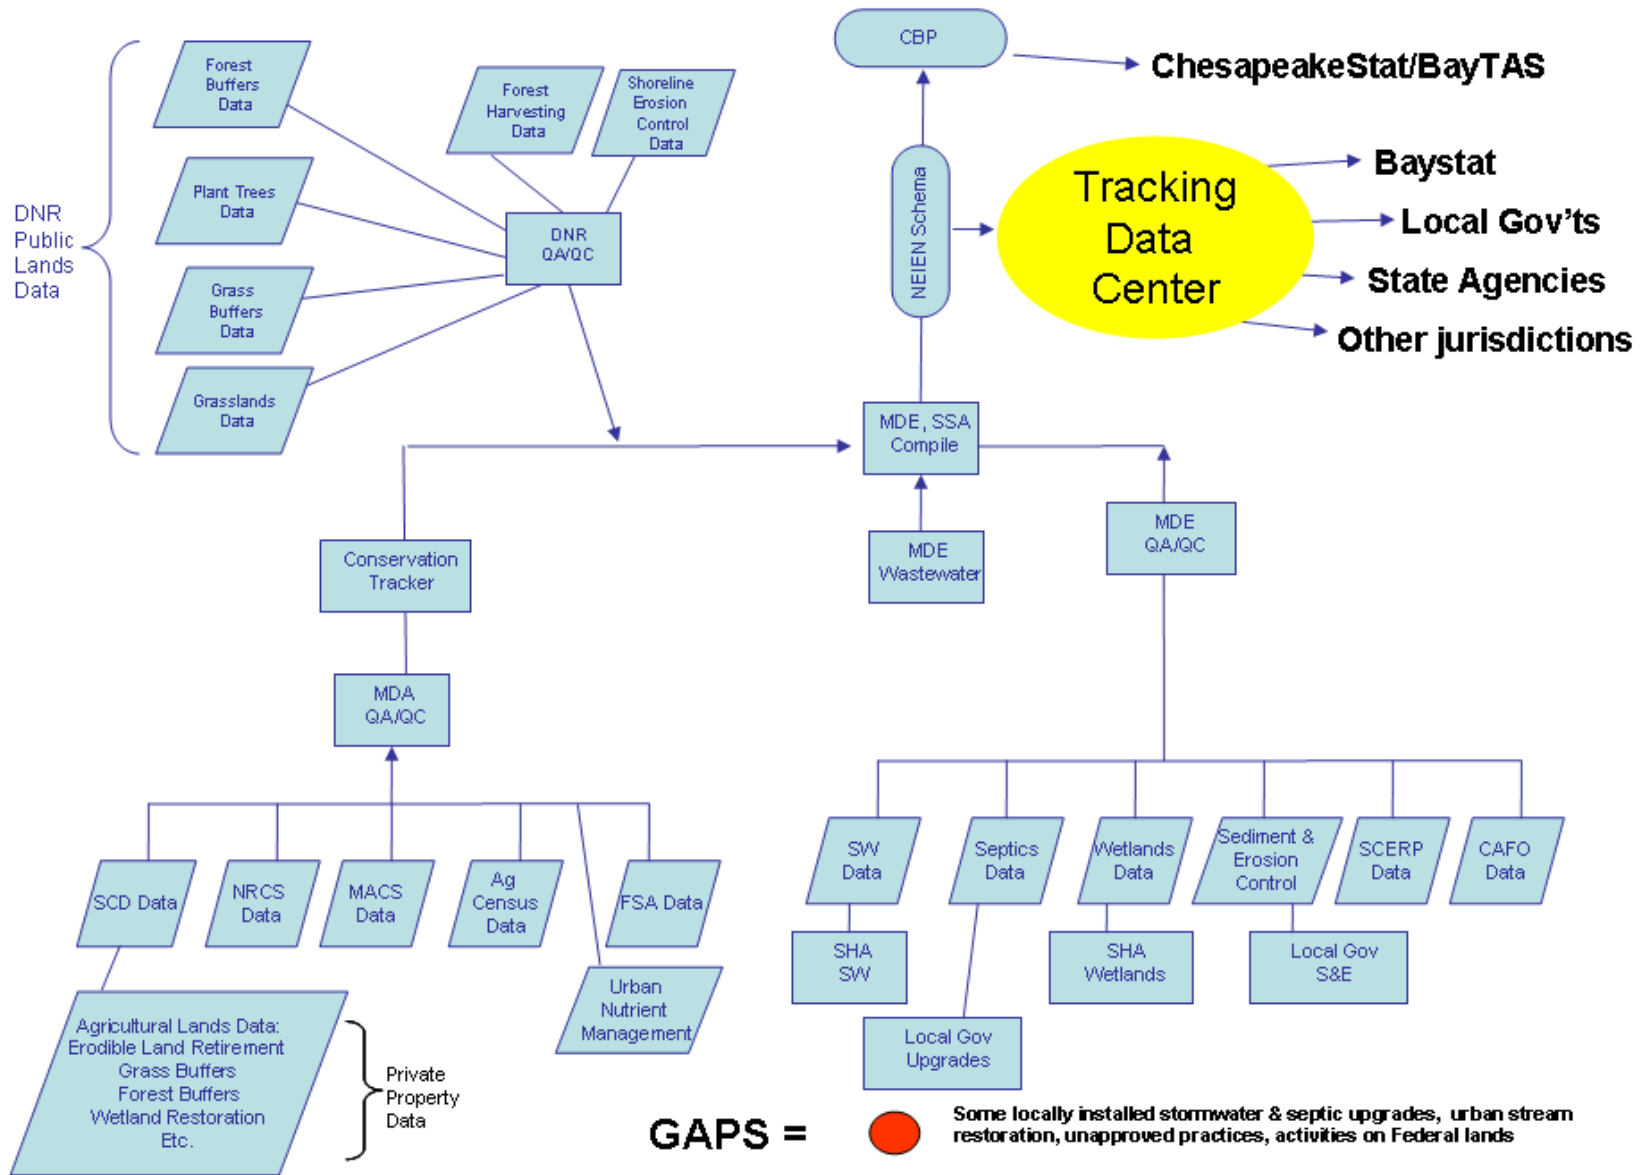 CBP
ChesapeakeStat/BayTAS
Forest
Buffers
Data
Forest
Harvesting
Data
Shoreline
Erosion
Control
Data
Plant Trees
Data
DNR
Public
Lands
Data
DNR
QA/QC
Grass
Buffers
Data
Grasslands
Data
NEIEN Schema
Tracking
Data
Center
Baystat
Local Gov'ts
State Agencies
Other jurisdictions
MDE, SSA
Compile
Conservation
Tracker
MDE
Wastewater
MDE
QA/QC
MDA
QA/QC
SCD Data
NRCS
Data
MACS
Data
Ag
Census
Data
FSA Data
Urban
Nutrient
Management
Agricultural Lands Data:
Erodible Land Retirement
Grass Buffers
Forest Buffers
Wetland Restoration
Etc.
Private
Property
Data
SW
Data
Septics
Data
Wetlands
Data
Sediment &
Erosion
Control
SCERP
Data
CAFO
Data
SHA
SW
SHA
Wetlands
Local Gov
S&E
Local Gov
Upgrades
GAPS =
Some locally installed stormwater & septic upgrades, urban stream
restoration, unapproved practices, activities on Federal lands